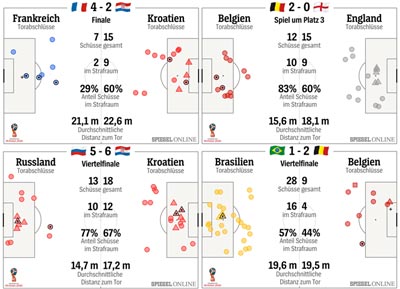 4 - 2
Frankreich
Torabschlüsse
Finale
Kroatien
Torabschlüsse
7 15
Schüsse gesamt
2 9
im Strafraum
29% 60%
Anteil Schüsse
im Strafraum
21,1 m 22,6 m
Durchschnittliche
Distanz zum Tor
SPIEGEL ONLINE
2 - 0
Belgien
Torabschlüsse
Spiel um Platz 3
England
Torabschlüsse
12 15
Schüsse gesamt
10 9
im Strafraum
83% 60%
Anteil Schüsse
im Strafraum
15,6 m 18,1 m
Durchschnittliche
Distanz zum Tor
SPIEGEL ONLINE
5 - 6
Russland
Torabschlüsse
Viertelfinale
Kroatien
Torabschlüsse
13 18
Schüsse gesamt
10 12
im Strafraum
77% 67%
Anteil Schüsse
im Strafraum
14,7 m 17,2 m
Durchschnittliche
Distanz zum Tor
SPIEGEL ONLINE
1 - 2
Brasilien
Torabschlüsse
Viertelfinale
Belgien
Torabschlüsse
28 9
Schüsse gesamt
16 4
im Strafraum
57% 44%
Anteil Schüsse
im Strafraum
19,6 m 19,5 m
Durchschnittliche
Distanz zum Tor
SPIEGEL ONLINE